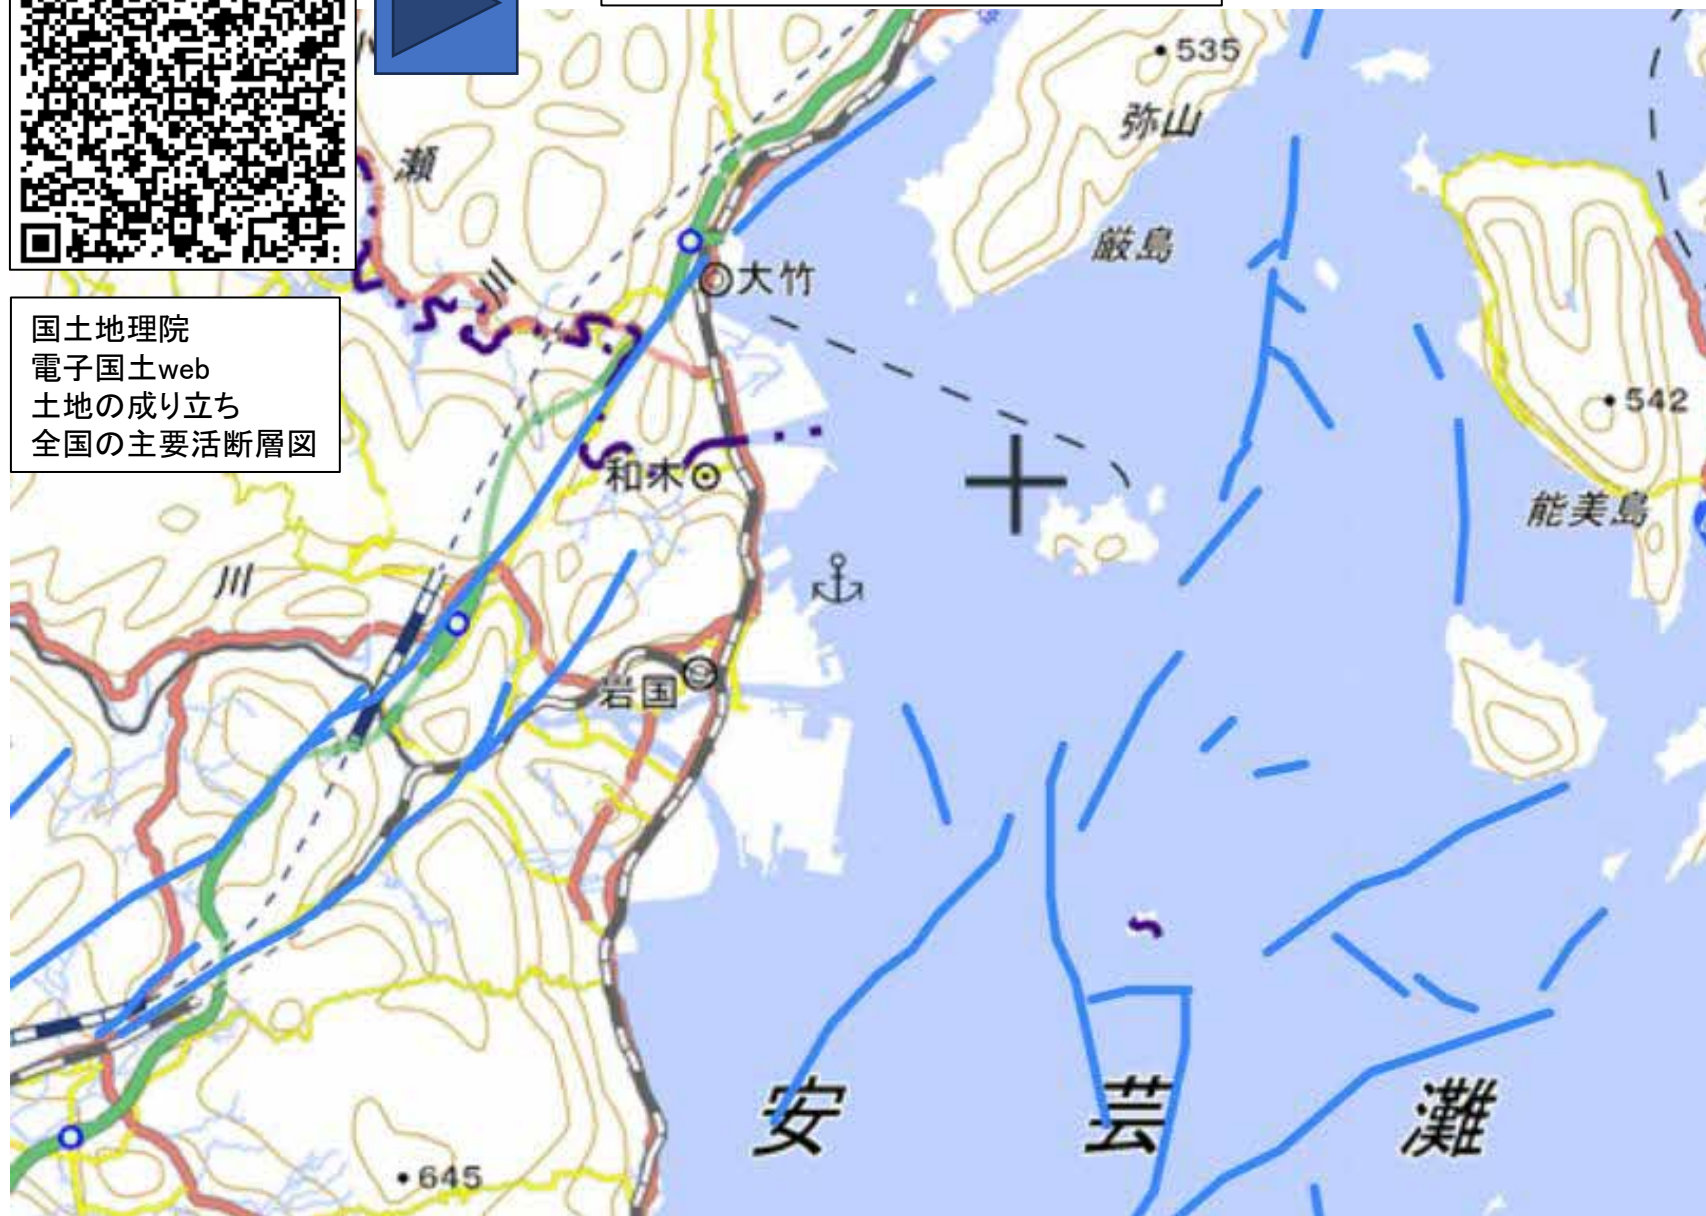 535
弥山
瀬
厳島
川
大竹
国土地理院
電子国土web
土地の成り立ち
全国の主要活断層図
542
和木
能美島
川
岩国
安芸灘
645